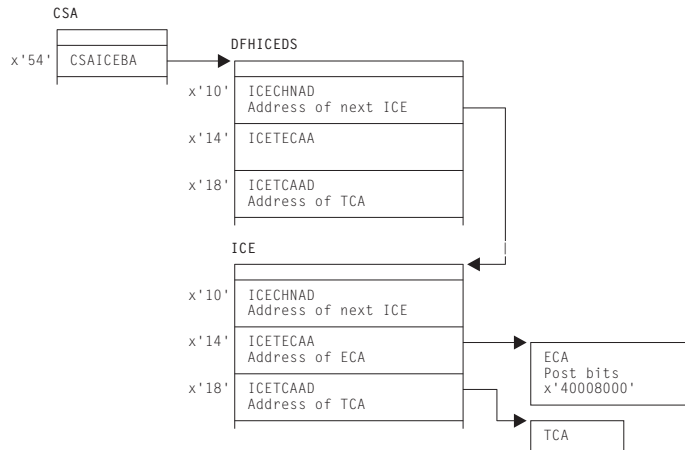 CSA
x'54' CSAICEBA
DFHICEDS
x'10' ICECHNAD
Address of next ICE
x'14' ICETECAA
x'18' ICETCAAD
Address of TCA
ICE
x'10' ICECHNAD
Address of next ICE
x'14' ICETECAA
Address of ECA
x'18' ICETCAAD
Address of TCA
ECA
Post bits
x'40008000'
TCA